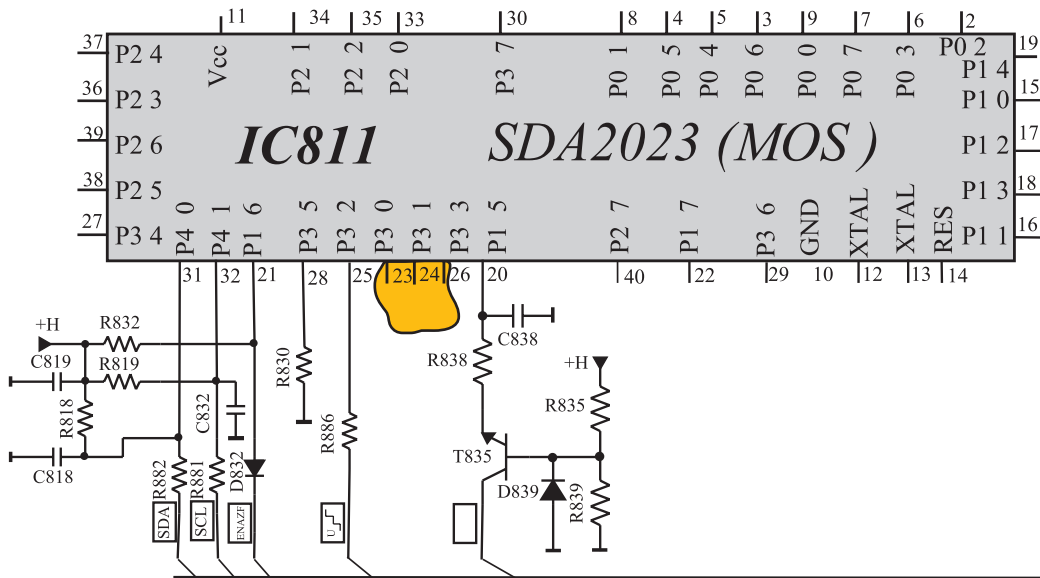 11 34 35 33 30 8 4 5 3 9 7 6 2
37 P2 4 Vcc P2 1 P2 2 P2 0 P3 7 P0 1 P0 5 P0 4 P0 6 P0 0 P0 7 P0 3 P0 2 19
P1 4
36 P2 3 P1 0 15
39 P2 6 IC811 SDA2023 (MOS ) P1 2 17
38 P2 5 P1 3 18
27 P3 4 P4 0 P4 1 P1 6 P3 5 P3 2 P3 0 P3 1 P3 3 P1 5 P2 7 P1 7 P3 6 GND XTAL XTAL RES P1 1 16
31 32 21 28 25 23 24 26 20 40 22 29 10 12 13 14
+H R832
C819 R819
R818 C832 R830 R838 C838 +H
R835
C818 R882 R881 D832 R886 T835 D839 R839
SDA SCL ENAZF U